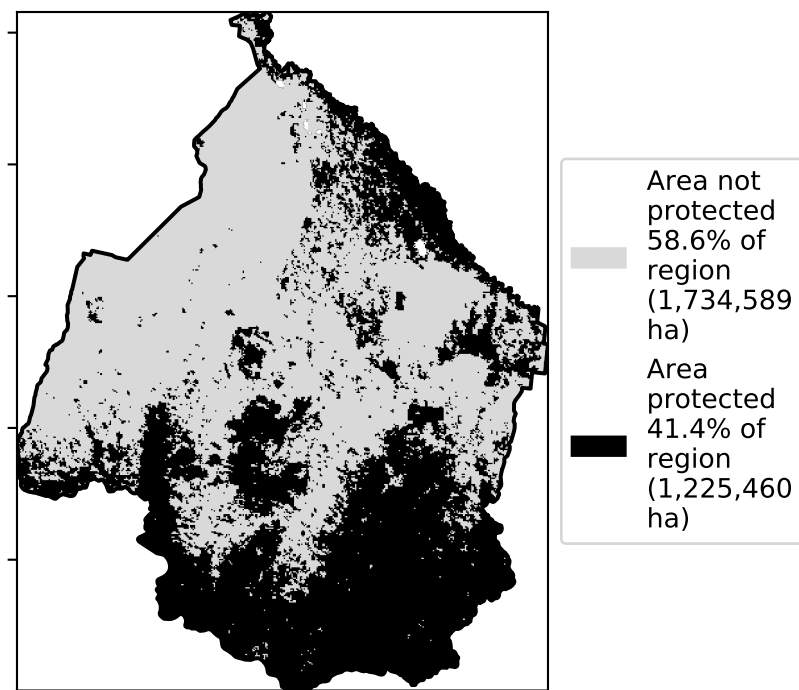 Area not
protected
58.6% of
region
(1,734,589
ha)
Area
protected
41.4% of
region
(1,225,460
ha)